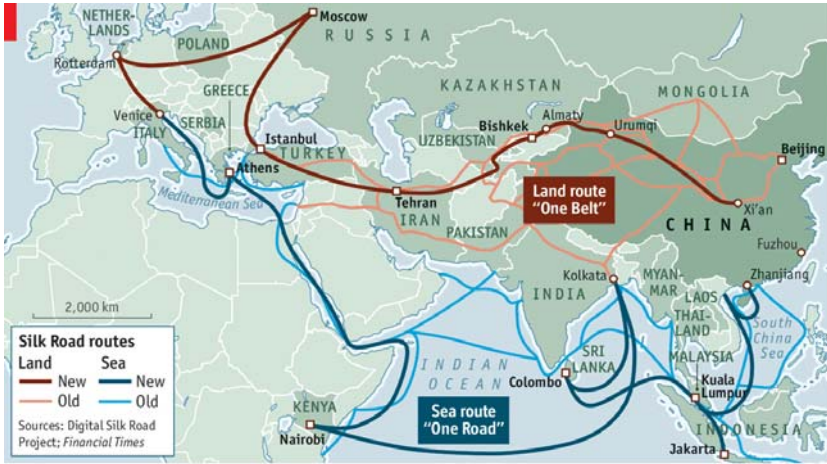 Moscow
NETHER-
LANDS
RUSSIA
POLAND
Rotterdam
KAZAKHSTAN
MONGOLIA
GREECE
Venice
ITALY
SERBIA
Almaty
Bishkek
Urumqi
Istanbul
UZBEKISTAN
TURKEY
Beijing
Athens
Mediterranean Sea
Tehran
Land route
"One Belt"
Xi'an
IRAN
CHINA
PAKISTAN
Fuzhou
Kolkata
MYAN-
MAR
Zhanjiang
2,000 km
INDIA
LAOS
THAI-
LAND
South
China
Sea
Silk Road routes
Land
Sea
New
New
Old
Old
Sources: Digital Silk Road
Project; Financial Times
INDIAN
OCEAN
SRI
LANKA
MALAYSIA
Colombo
Kuala
Lumpur
KENYA
Nairobi
Sea route
"One Road"
INDONESIA
Jakarta